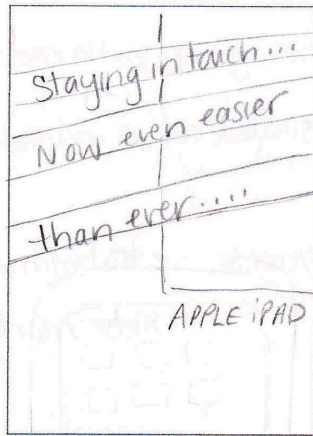 Staying in touch...
Now even easier
than ever....
APPLE iPAD